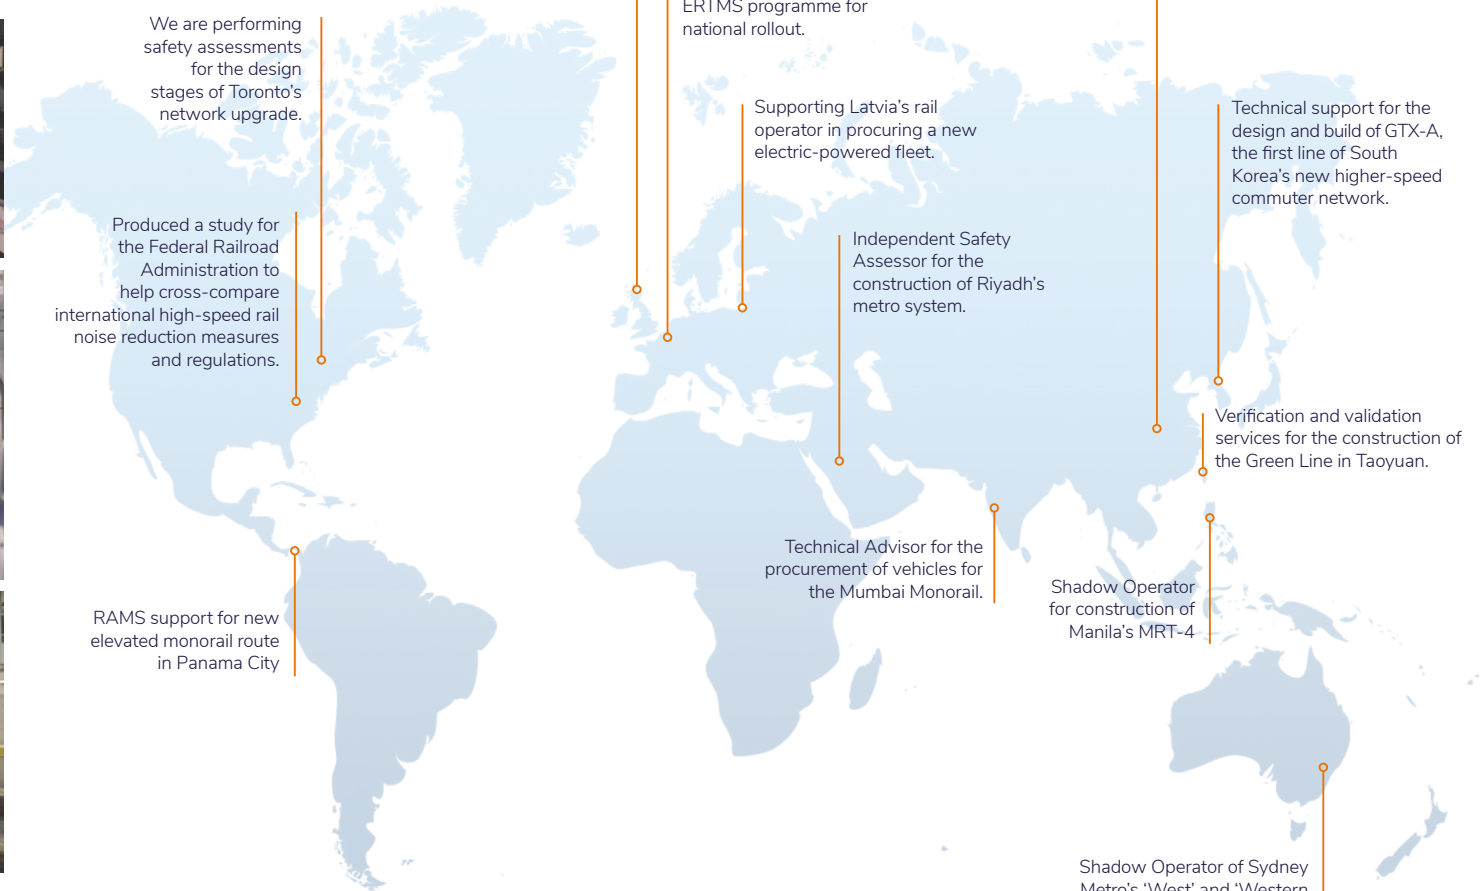 ERTMS programme for
national rollout.
We are performing
safety assessments
for the design
stages of Toronto's
network upgrade.
Supporting Latvia's rail
operator in procuring a new
electric-powered fleet.
Technical support for the
design and build of GTX-A,
the first line of South
Korea's new higher-speed
commuter network.
Produced a study for
the Federal Railroad
Administration to
help cross-compare
international high-speed rail
noise reduction measures
and regulations.
Independent Safety
Assessor for the
construction of Riyadh's
metro system.
Verification and validation
services for the construction of
the Green Line in Taoyuan.
Technical Advisor for the
procurement of vehicles for
the Mumbai Monorail.
Shadow Operator
for construction of
Manila's MRT-4
RAMS support for new
elevated monorail route
in Panama City
Shadow Operator of Sydney
Metro's 'West' and 'Western